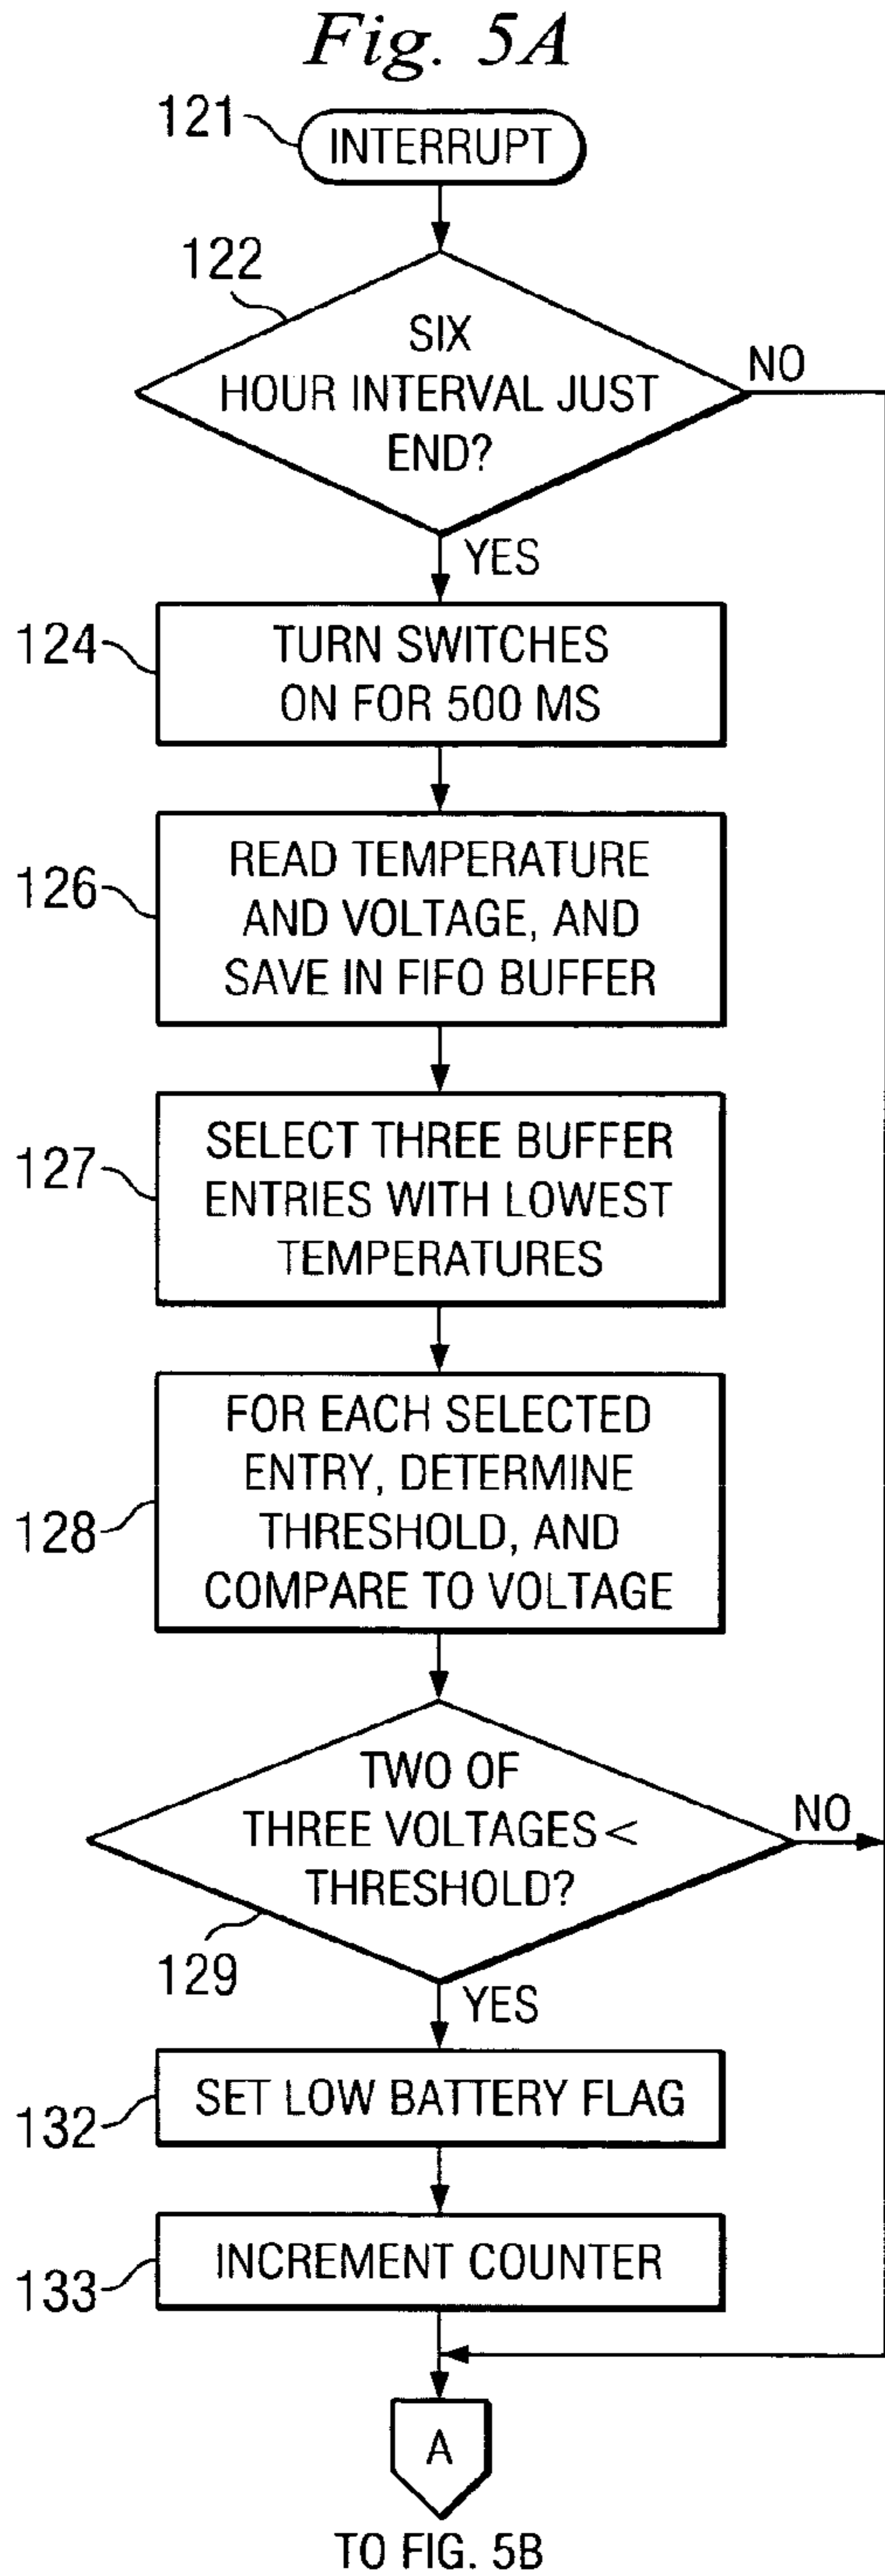 Fig. 5A
121
INTERRUPT
122
SIX
HOUR INTERVAL JUST
END?
NO
YES
124
TURN SWITCHES
ON FOR 500 MS
126
READ TEMPERATURE
AND VOLTAGE, AND
SAVE IN FIFO BUFFER
127
SELECT THREE BUFFER
ENTRIES WITH LOWEST
TEMPERATURES
128
FOR EACH SELECTED
ENTRY, DETERMINE
THRESHOLD, AND
COMPARE TO VOLTAGE
TWO OF
THREE VOLTAGES <
THRESHOLD?
NO
129
YES
132
SET LOW BATTERY FLAG
133
INCREMENT COUNTER
A
TO FIG. 5B